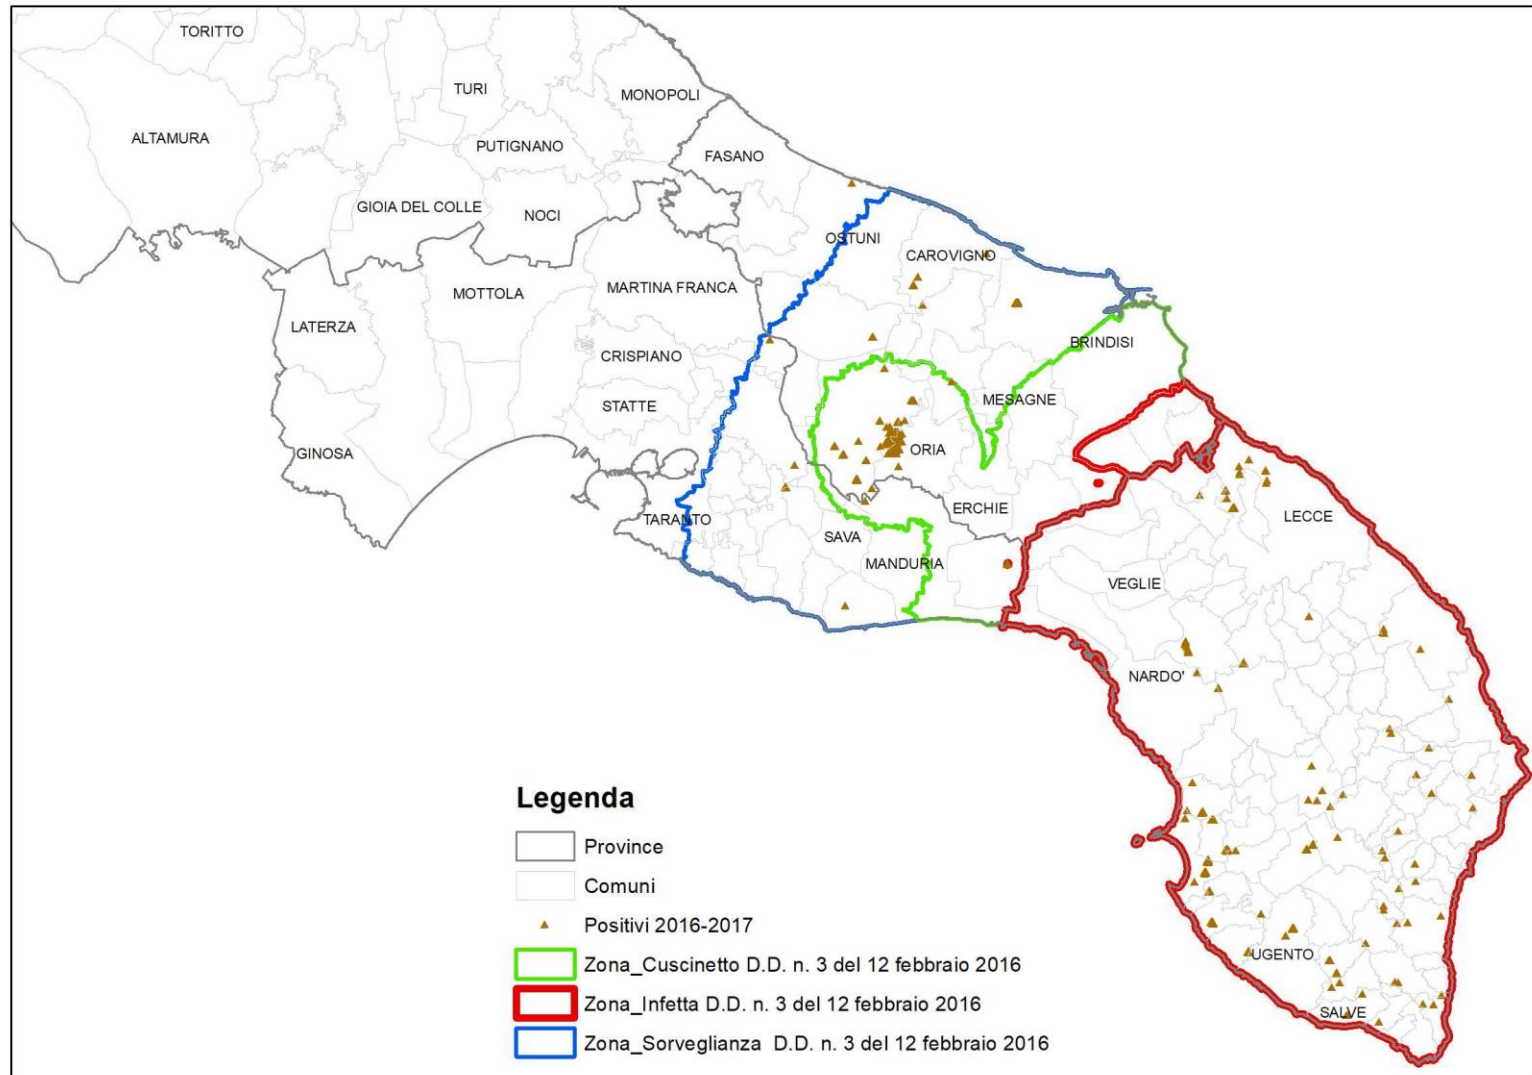 TORITTO
TURI
MONOPOLI
ALTAMURA
PUTIGNANO
FASANO
GIOIA DEL COLLE
NOCI
OSTUNI
CAROVIGNO
MOTTOLA
MARTINA FRANCA
LATERZA
BRINDISI
CRISPIANO
MESAGNE
STATTE
ORIA
GINOSA
ERCHIE
LECCE
TARANTO
SAVA
MANDURIA
VEGLIE
NARDO'
UGENTO
SALVE
Legenda
Province
Comuni
Positivi 2016-2017
Zona_Cuscinetto D.D. n. 3 del 12 febbraio 2016
Zona_Infetta D.D. n. 3 del 12 febbraio 2016
Zona_Sorveglianza D.D. n. 3 del 12 febbraio 2016